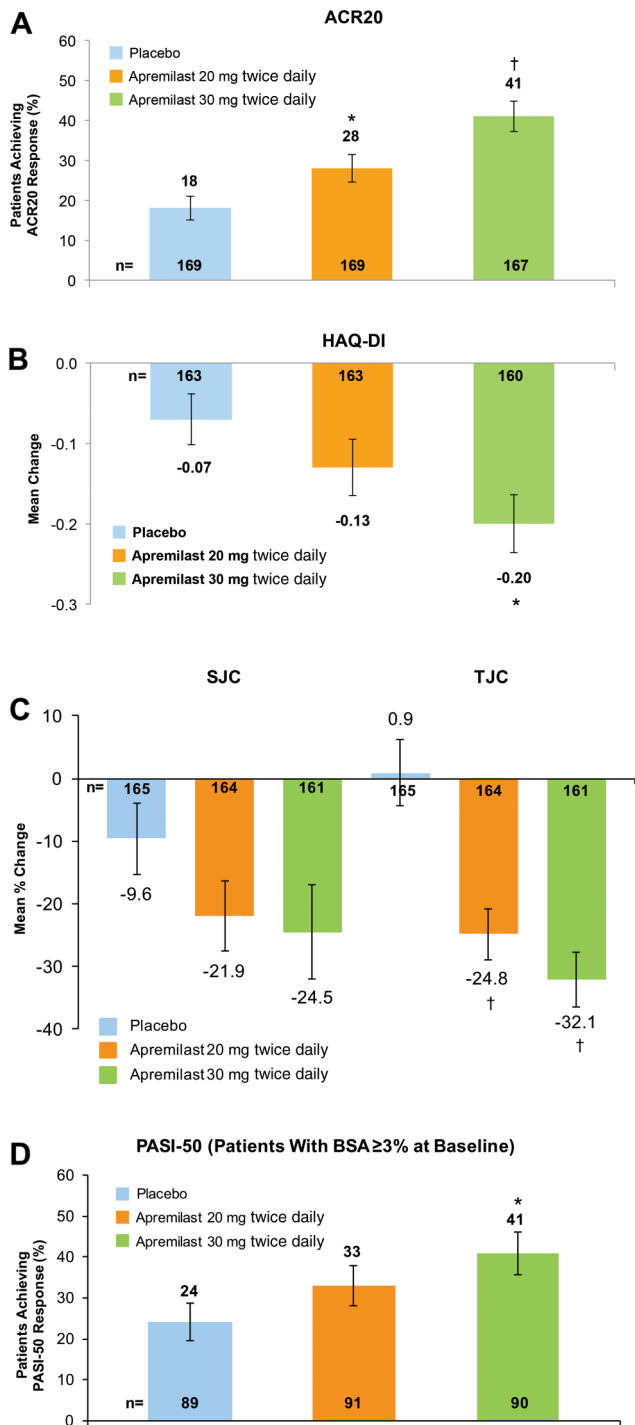 A
ACR20
Patients Achieving
ACR20 Response (%)
60
50
40
30
20
10
0
Placebo
Apremilast 20 mg twice daily
Apremilast 30 mg twice daily
18
*
28
†
41
n=
169
169
167
B
HAQ-DI
Mean Change
0.0
-0.1
-0.2
-0.3
n=
163
163
160
-0.07
-0.13
-0.20
*
Placebo
Apremilast 20 mg twice daily
Apremilast 30 mg twice daily
C
SJC
TJC
Mean % Change
10
0
-10
-20
-30
-40
n=
165
164
161
165
164
161
0.9
-9.6
-21.9
-24.5
-24.8
†
-32.1
†
Placebo
Apremilast 20 mg twice daily
Apremilast 30 mg twice daily
D
PASI-50 (Patients With BSA ≥3% at Baseline)
Patients Achieving
PASI-50 Response (%)
60
50
40
30
20
10
0
Placebo
Apremilast 20 mg twice daily
Apremilast 30 mg twice daily
24
33
*
41
n=
89
91
90